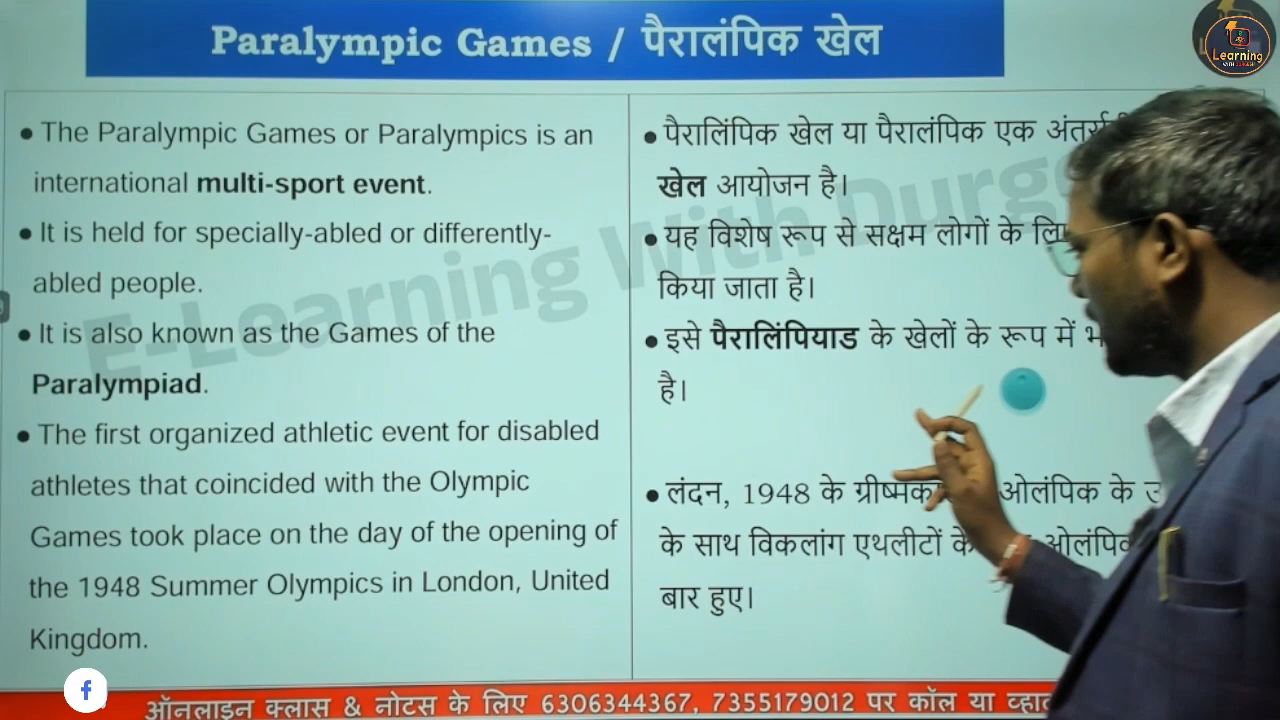 Paralympic Games / पैरालंपिक खेल
Learning
• The Paralympic Games or Paralympics is an
international multi-sport event.
• It is held for specially-abled or differently-
abled people.
• It is also known as the Games of the
Paralympiad.
• The first organized athletic event for disabled
athletes that coincided with the Olympic
Games took place on the day of the opening of
the 1948 Summer Olympics in London, United
Kingdom.
• पैरालिंपिक खेल या पैरालंपिक एक
खेल आयोजन है।
• यह विशेष रूप से सक्षम लोगों के
किया जाता है।
• इसे पैरालिंपियाड के खेलों के रूप में
है।
• लंदन, 1948 के ओलंपिक के
के साथ विकलांग एथलीटों के
बार हुए।
E-Learning With
ऑनलाइन क्लास & नोटस के लिए 6306344367, 7355179012 पर कॉल या